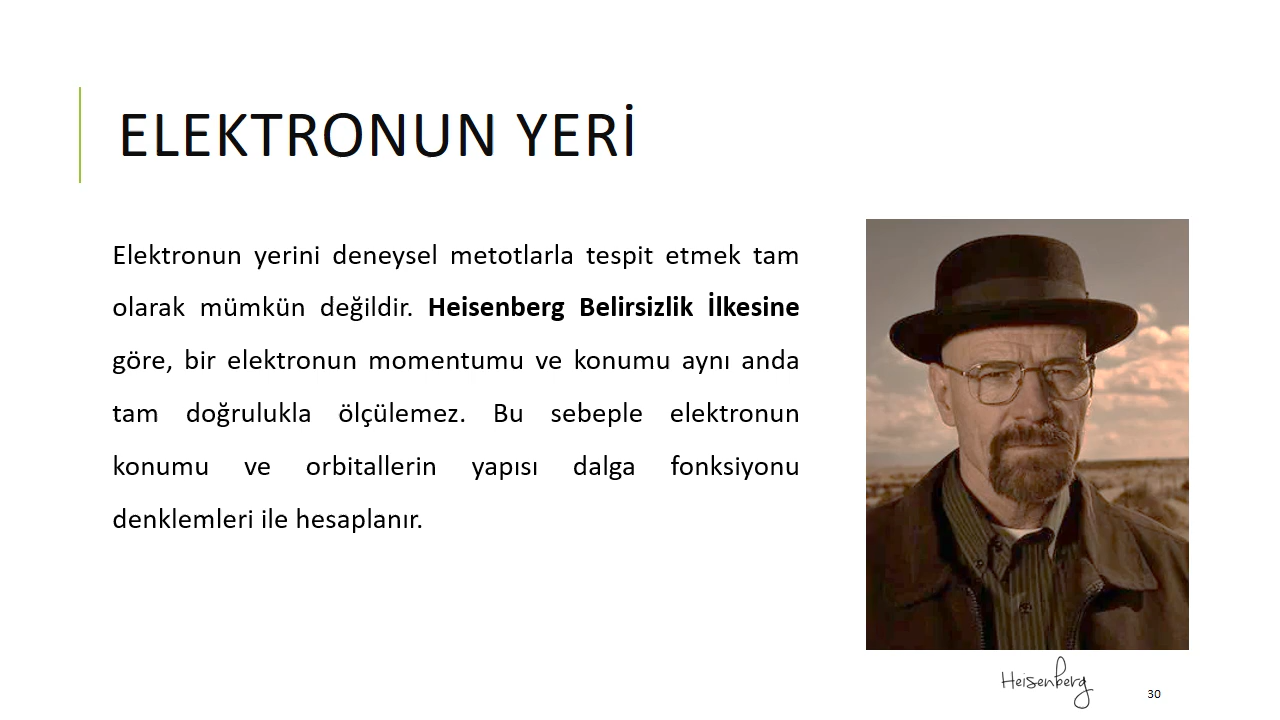 ELEKTRONUN YERİ
Elektronun yerini deneysel metotlarla tespit etmek tam
olarak mümkün değildir. Heisenberg Belirsizlik İlkesine
göre, bir elektronun momentumu ve konumu aynı anda
tam doğrulukla ölçülemez. Bu sebeple elektronun
konumu ve orbitallerin yapısı dalga fonksiyonu
denklemleri ile hesaplanır.
Heisenberg
30